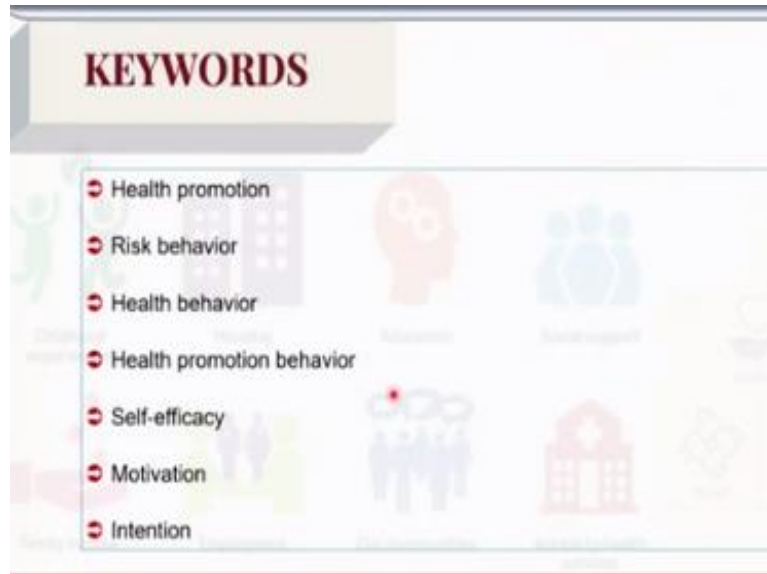 KEYWORDS
Health promotion
Risk behavior
Health behavior
Health promotion behavior
Self-efficacy
Motivation
Intention